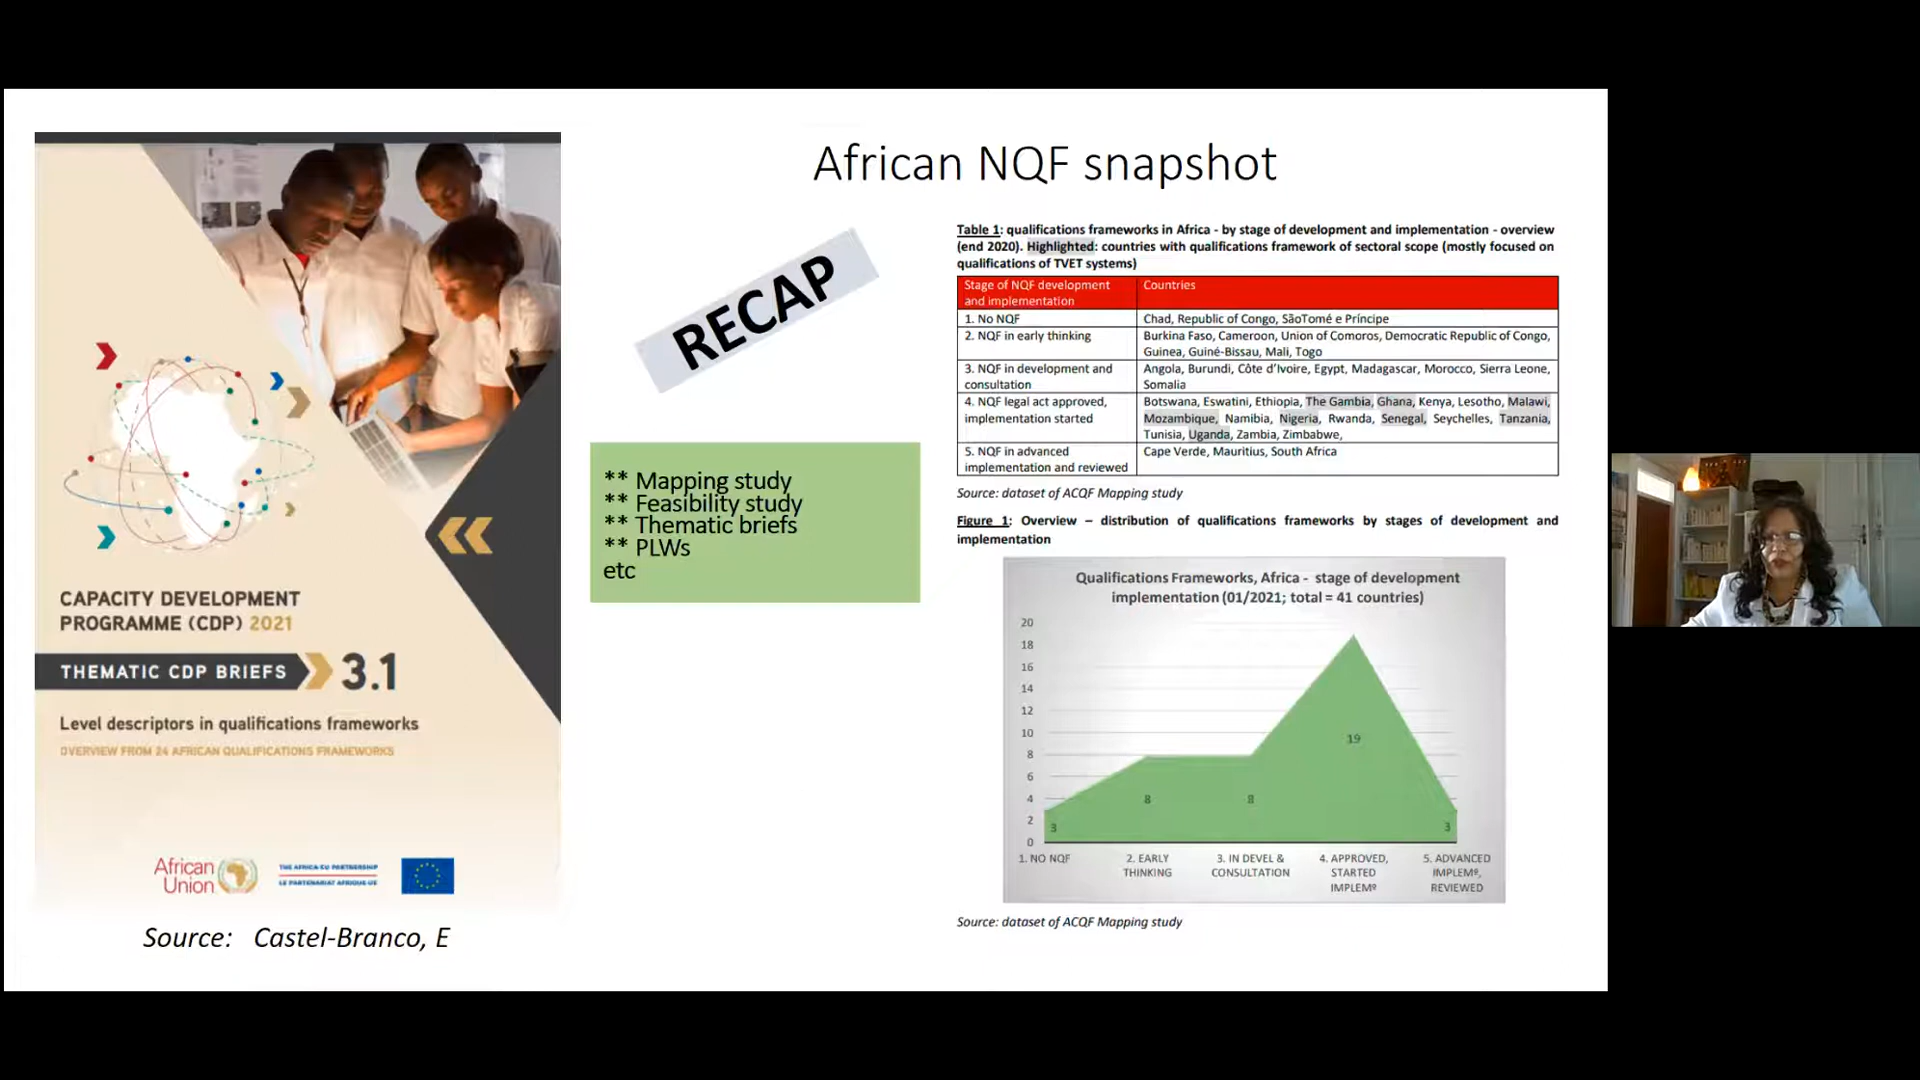 African NQF snapshot
CAPACITY DEVELOPMENT
PROGRAMME (CDP) 2021
THEMATIC CDP BRIEFS 3.1
Level descriptors in qualifications frameworks
OVERVIEW FROM 24 AFRICAN QUALIFICATIONS FRAMEWORKS
African
Union
THE AFRICA-EU PARTNERSHIP
LE PARTENARIAT AFRIQUE-UE
Source: Castel-Branco, E
RECAP
** Mapping study
** Feasibility study
** Thematic briefs
** PLWs
etc
Table 1: qualifications frameworks in Africa - by stage of development and implementation - overview
(end 2020). Highlighted: countries with qualifications framework of sectoral scope (mostly focused on
qualifications of TVET systems)
Stage of NQF development
and implementation
Countries
1. No NQF
Chad, Republic of Congo, SãoTomé e Príncipe
2. NQF in early thinking
Burkina Faso, Cameroon, Union of Comoros, Democratic Republic of Congo,
Guinea, Guiné-Bissau, Mali, Togo
3. NQF in development and
consultation
Angola, Burundi, Côte d'Ivoire, Egypt, Madagascar, Morocco, Sierra Leone,
Somalia
4. NQF legal act approved,
implementation started
Botswana, Eswatini, Ethiopia, The Gambia, Ghana, Kenya, Lesotho, Malawi,
Mozambique, Namibia, Nigeria, Rwanda, Senegal, Seychelles, Tanzania,
Tunisia, Uganda, Zambia, Zimbabwe,
5. NQF in advanced
implementation and reviewed
Cape Verde, Mauritius, South Africa
Source: dataset of ACQF Mapping study
Figure 1: Overview – distribution of qualifications frameworks by stages of development and
implementation
Qualifications Frameworks, Africa - stage of development
implementation (01/2021; total = 41 countries)
20
18
16
14
12
10
8
6
4
2
0
3
8
8
19
3
1. NO NQF
2. EARLY
THINKING
3. IN DEVEL &
CONSULTATION
4. APPROVED,
STARTED
IMPLEMº
5. ADVANCED
IMPLEMº,
REVIEWED
Source: dataset of ACQF Mapping study